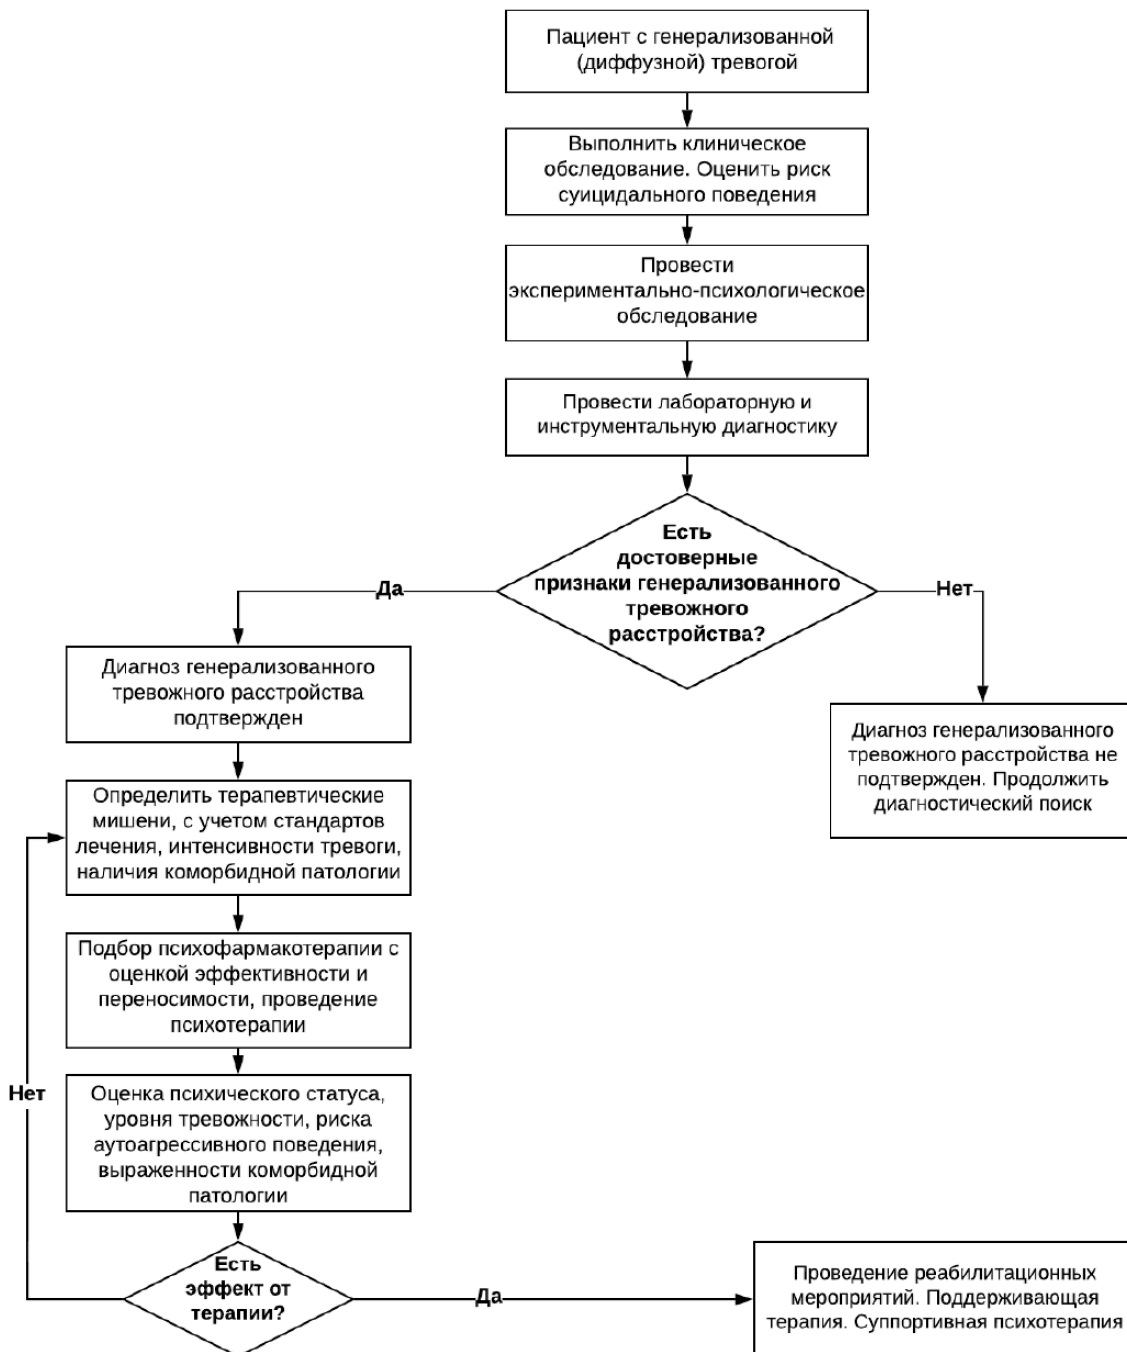 Пациент с генерализованной
(диффузной) тревогой
Выполнить клиническое
обследование. Оценить риск
суицидального поведения
Провести
экспериментально-психологическое
обследование
Провести лабораторную и
инструментальную диагностику
Есть
достоверные
признаки генерализованного
тревожного
расстройства?
Да
Нет
Диагноз генерализованного
тревожного расстройства
подтвержден
Диагноз генерализованного
тревожного расстройства не
подтвержден. Продолжить
диагностический поиск
Определить терапевтические
мишени, с учетом стандартов
лечения, интенсивности тревоги,
наличия коморбидной патологии
Подбор психофармакотерапии с
оценкой эффективности и
переносимости, проведение
психотерапии
Нет
Оценка психического статуса,
уровня тревожности, риска
аутоагрессивного поведения,
выраженности коморбидной
патологии
Есть
эффект от
терапии?
Да
Проведение реабилитационных
мероприятий. Поддерживающая
терапия. Суппортивная психотерапия